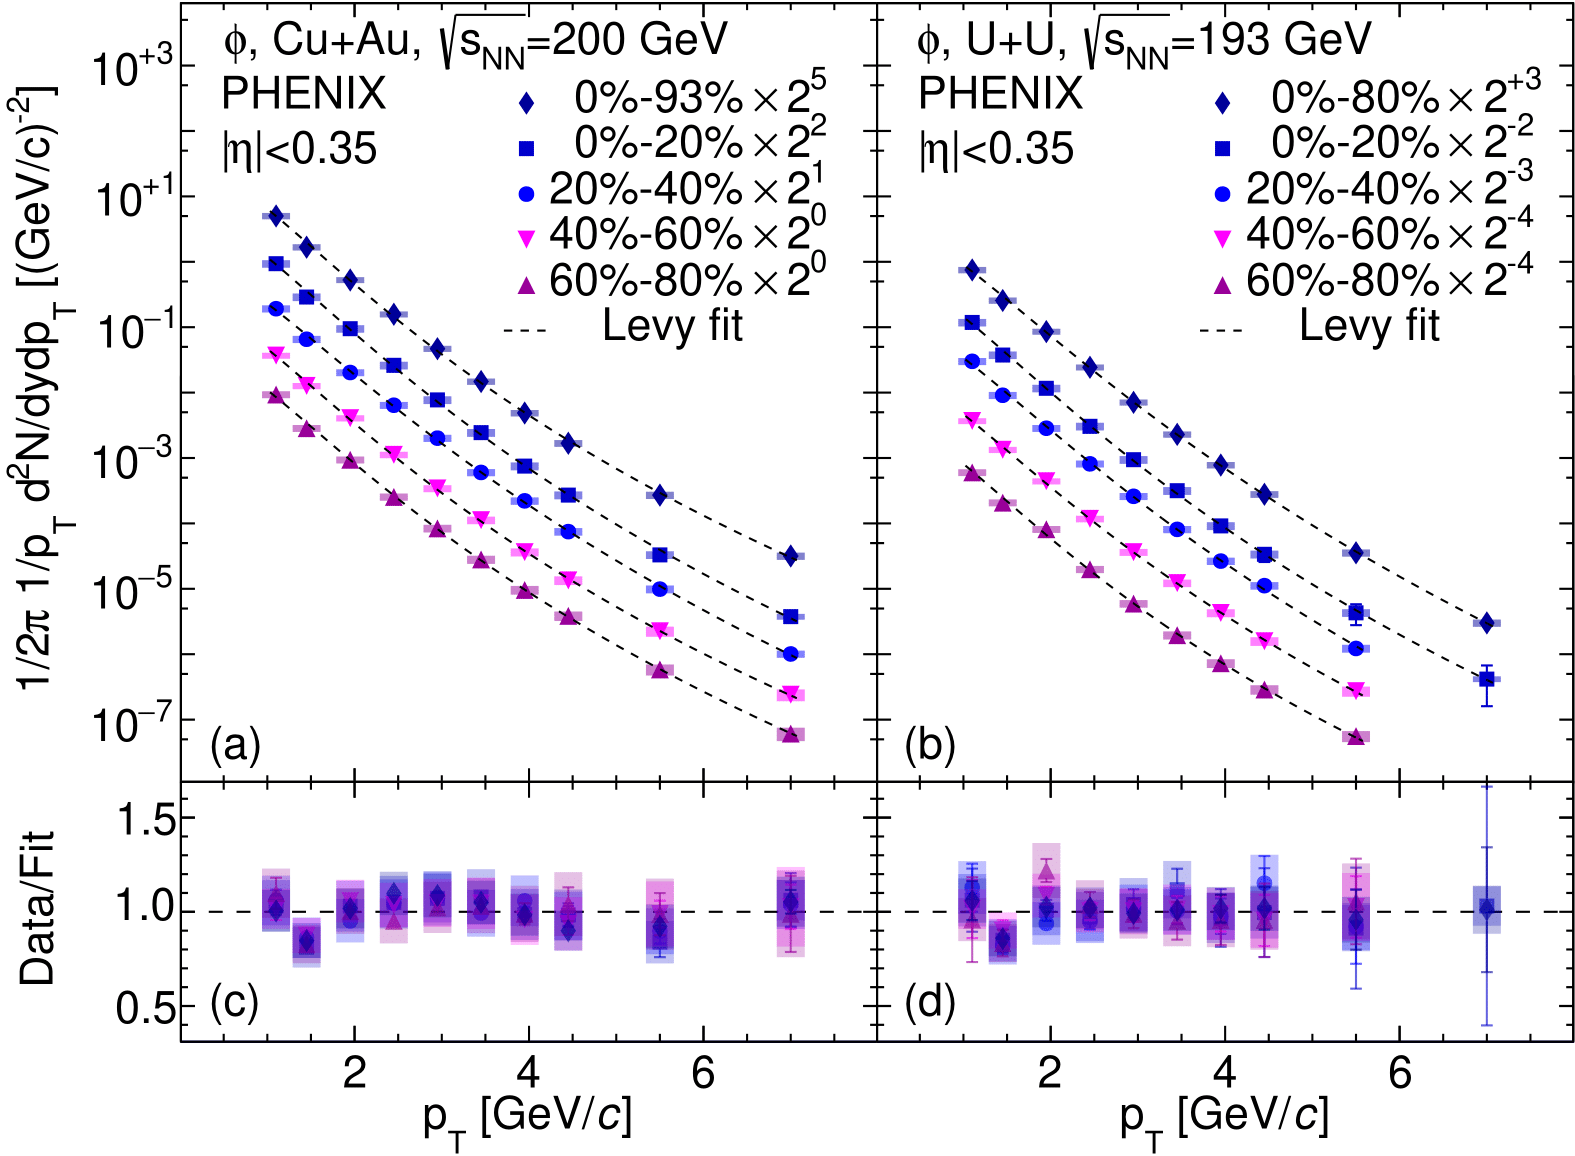 ϕ, Cu+Au, √s_NN=200 GeV
PHENIX
|η|<0.35
0%-93%×2^5
0%-20%×2^2
20%-40%×2^1
40%-60%×2^0
60%-80%×2^0
Levy fit
ϕ, U+U, √s_NN=193 GeV
PHENIX
|η|<0.35
0%-80%×2^+3
0%-20%×2^-2
20%-40%×2^-3
40%-60%×2^-4
60%-80%×2^-4
Levy fit
1/2π 1/p_T d^2N/dydp_T [(GeV/c)^-2]
10^+3
10^+1
10^−1
10^−3
10^−5
10^−7
(a)
(b)
Data/Fit
1.5
1.0
0.5
(c)
(d)
2 4 6
2 4 6
p_T [GeV/c]
p_T [GeV/c]